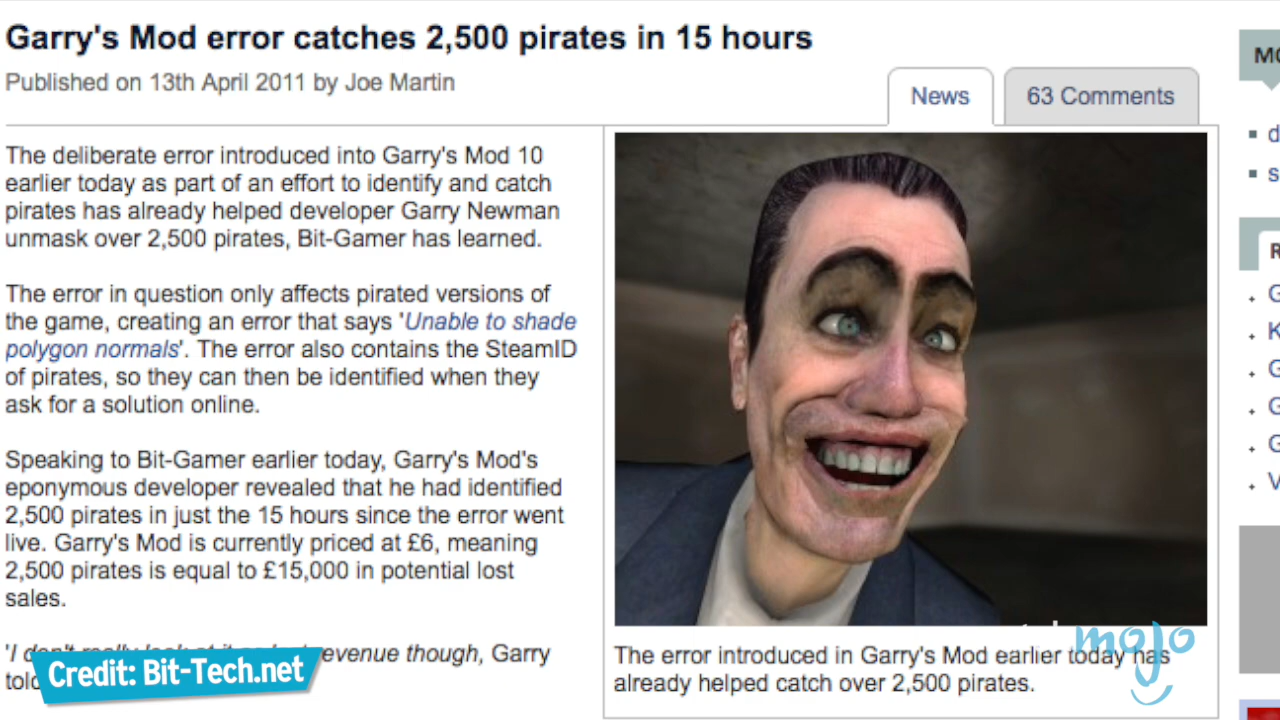 Garry's Mod error catches 2,500 pirates in 15 hours
Published on 13th April 2011 by Joe Martin
News
63 Comments
The deliberate error introduced into Garry's Mod 10
earlier today as part of an effort to identify and catch
pirates has already helped developer Garry Newman
unmask over 2,500 pirates, Bit-Gamer has learned.
The error in question only affects pirated versions of
the game, creating an error that says 'Unable to shade
polygon normals'. The error also contains the SteamID
of pirates, so they can then be identified when they
ask for a solution online.
Speaking to Bit-Gamer earlier today, Garry's Mod's
eponymous developer revealed that he had identified
2,500 pirates in just the 15 hours since the error went
live. Garry's Mod is currently priced at £6, meaning
2,500 pirates is equal to £15,000 in potential lost
sales.
'I don't really look at it as lost revenue though, Garry
Credit: Bit-Tech.net
The error introduced in Garry's Mod earlier today has
already helped catch over 2,500 pirates.
mojo